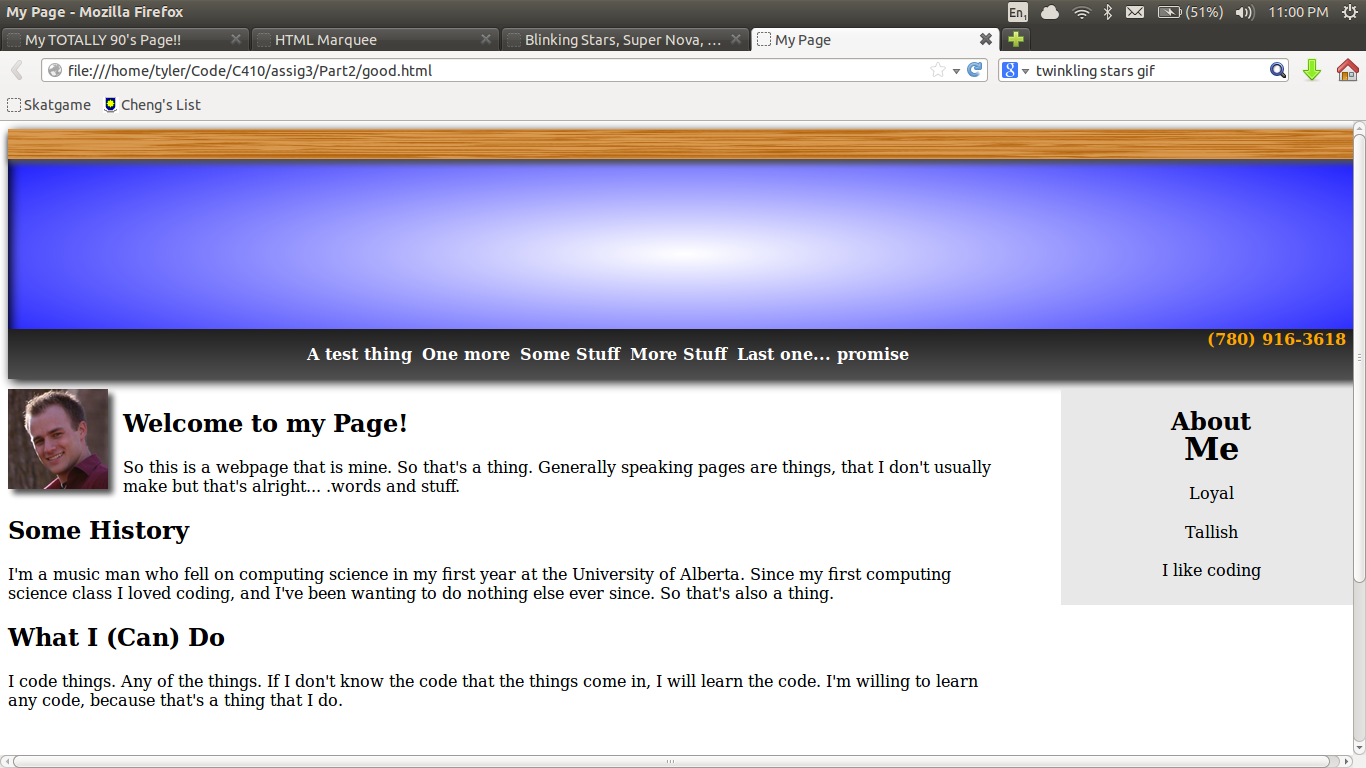 My Page - Mozilla Firefox
En1 (51%) 11:00 PM
My TOTALLY 90's Page!! HTML Marquee Blinking Stars, Super Nova, ... My Page
file:///home/tyler/Code/C410/assig3/Part2/good.html
8 twinkling stars gif
Skatgame Cheng's List
(780) 916-3618
A test thing One more Some Stuff More Stuff Last one... promise
Welcome to my Page!
So this is a webpage that is mine. So that's a thing. Generally speaking pages are things, that I don't usually
make but that's alright... .words and stuff.
Some History
I'm a music man who fell on computing science in my first year at the University of Alberta. Since my first computing
science class I loved coding, and I've been wanting to do nothing else ever since. So that's also a thing.
What I (Can) Do
I code things. Any of the things. If I don't know the code that the things come in, I will learn the code. I'm willing to learn
any code, because that's a thing that I do.
About
Me
Loyal
Tallish
I like coding